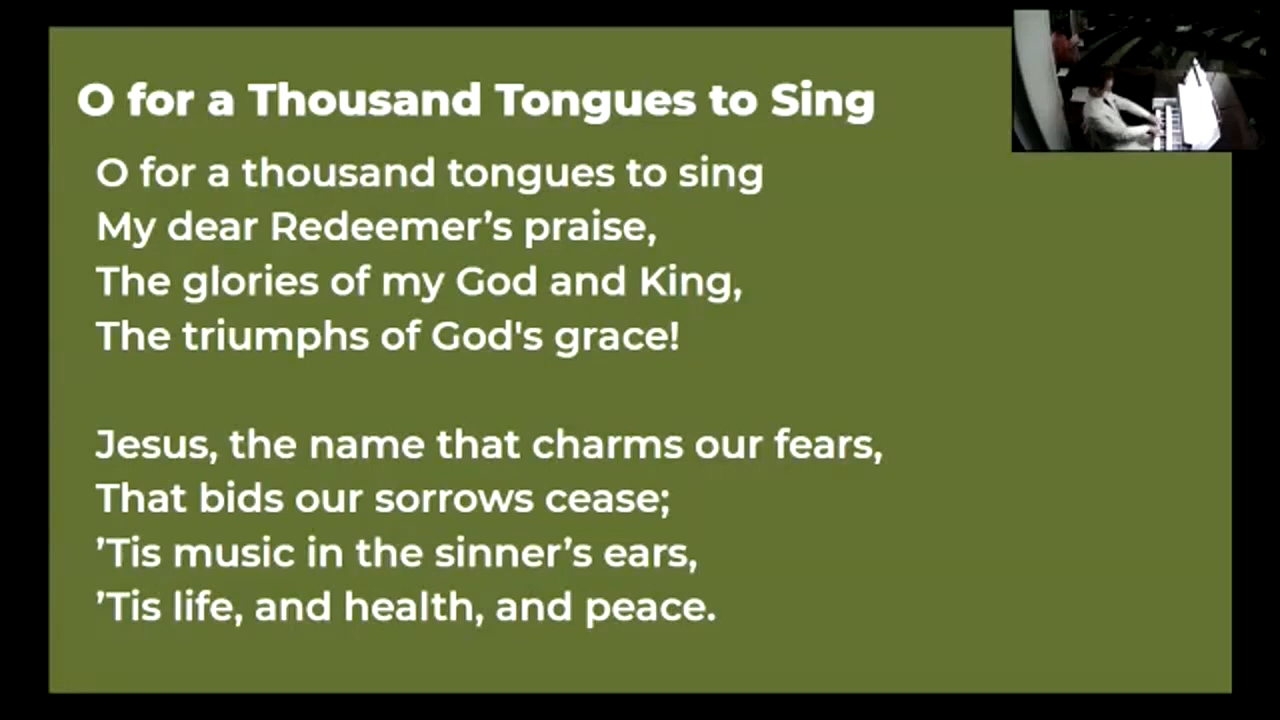 O for a Thousand Tongues to Sing
O for a thousand tongues to sing
My dear Redeemer’s praise,
The glories of my God and King,
The triumphs of God's grace!
Jesus, the name that charms our fears,
That bids our sorrows cease;
’Tis music in the sinner’s ears,
’Tis life, and health, and peace.